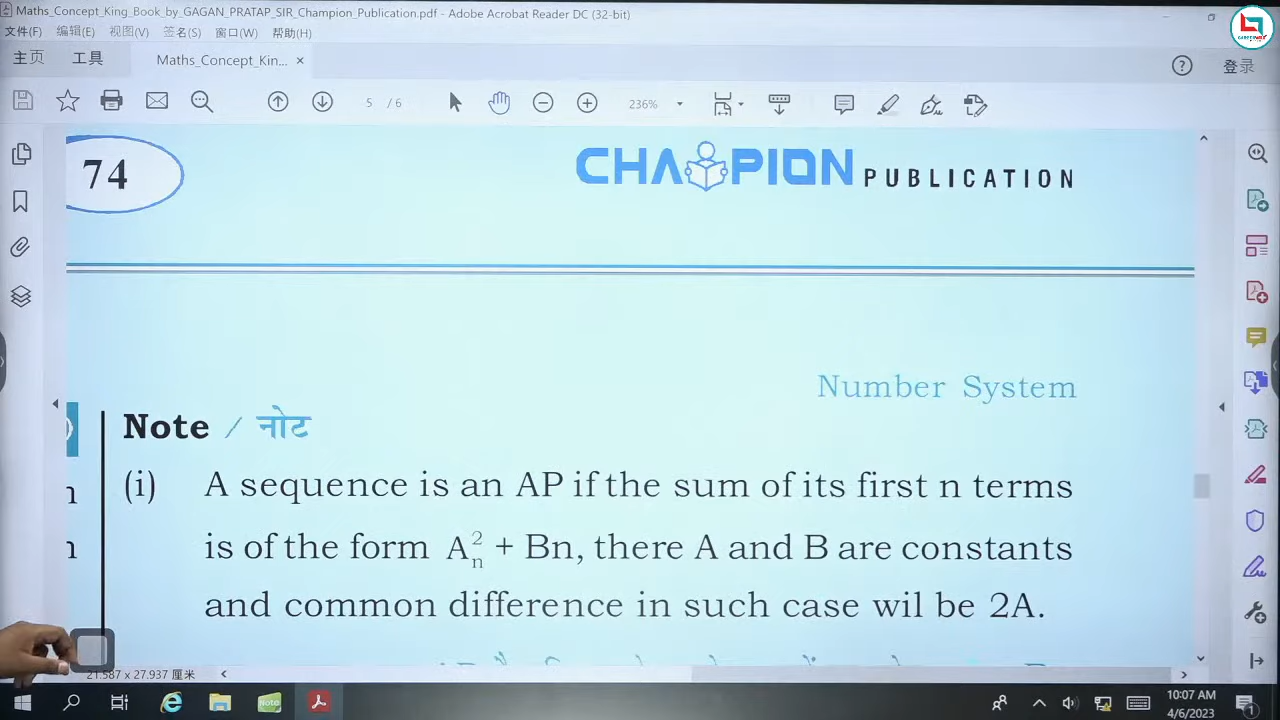 Maths_Concept_King_Book_by_GAGAN_PRATAP_SIR_Champion_Publication.pdf - Adobe Acrobat Reader DC (32-bit)
文件(F) 编辑(E) 视图(V) 签名(S) 窗口(W) 帮助(H)
主页 工具 Maths_Concept_Kin... × 登录
5 / 6 236%
74
CHAMPION PUBLICATION
Number System
Note / नोट
(i) A sequence is an AP if the sum of its first n terms
is of the form A²ₙ + Bn, there A and B are constants
and common difference in such case wil be 2A.
21.587 x 27.937 厘米
10:07 AM
4/6/2023